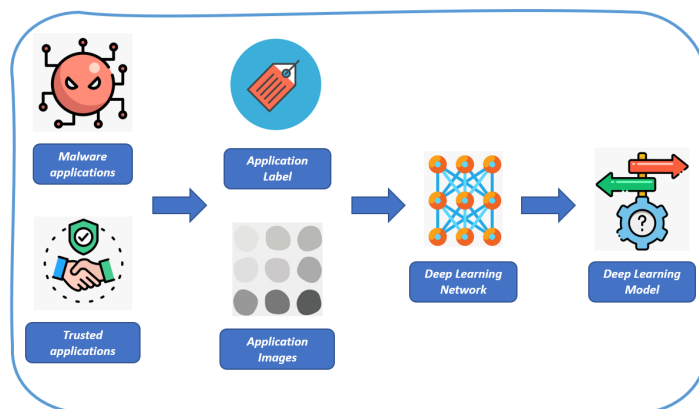 Malware
applications
Trusted
applications
Application
Label
Application
Images
Deep Learning
Network
?
Deep Learning
Model